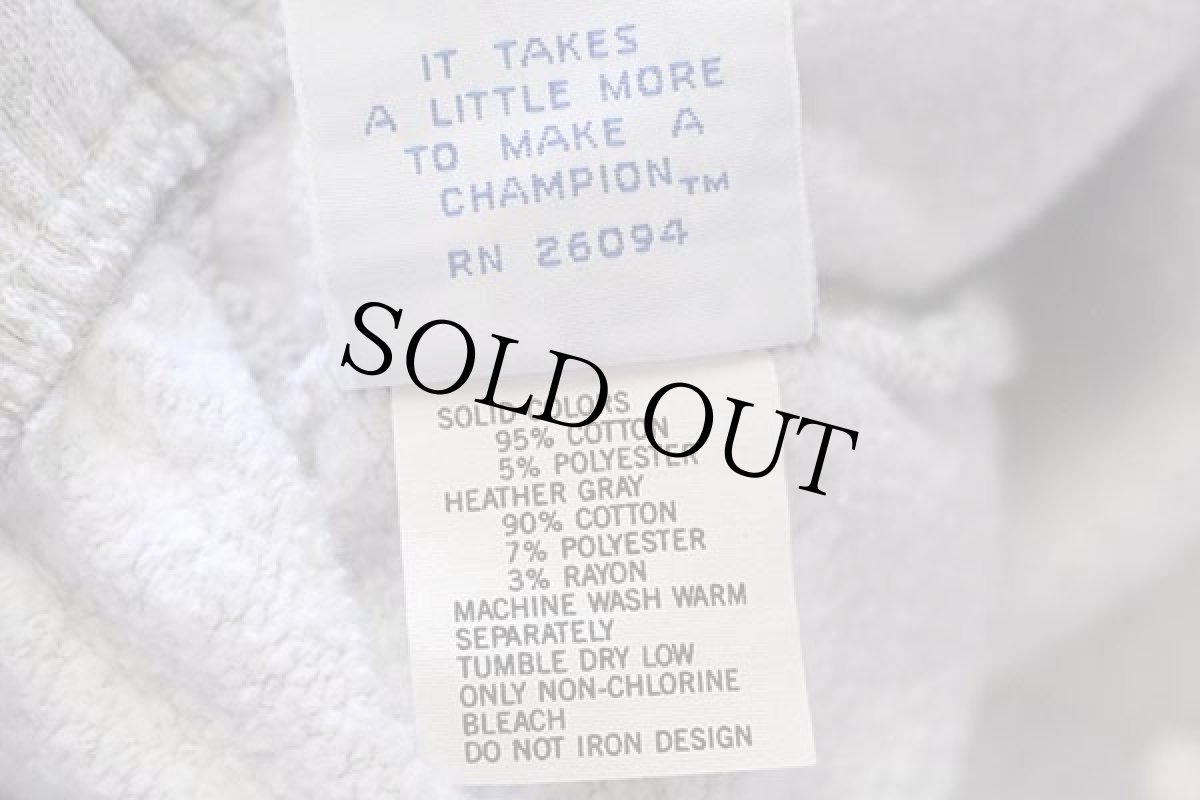 IT TAKES
A LITTLE MORE
TO MAKE A
CHAMPION™
RN 26094
SOLD OUT
SOLID COLORS
95% COTTON
5% POLYESTER
HEATHER GRAY
90% COTTON
7% POLYESTER
3% RAYON
MACHINE WASH WARM
SEPARATELY
TUMBLE DRY LOW
ONLY NON-CHLORINE
BLEACH
DO NOT IRON DESIGN